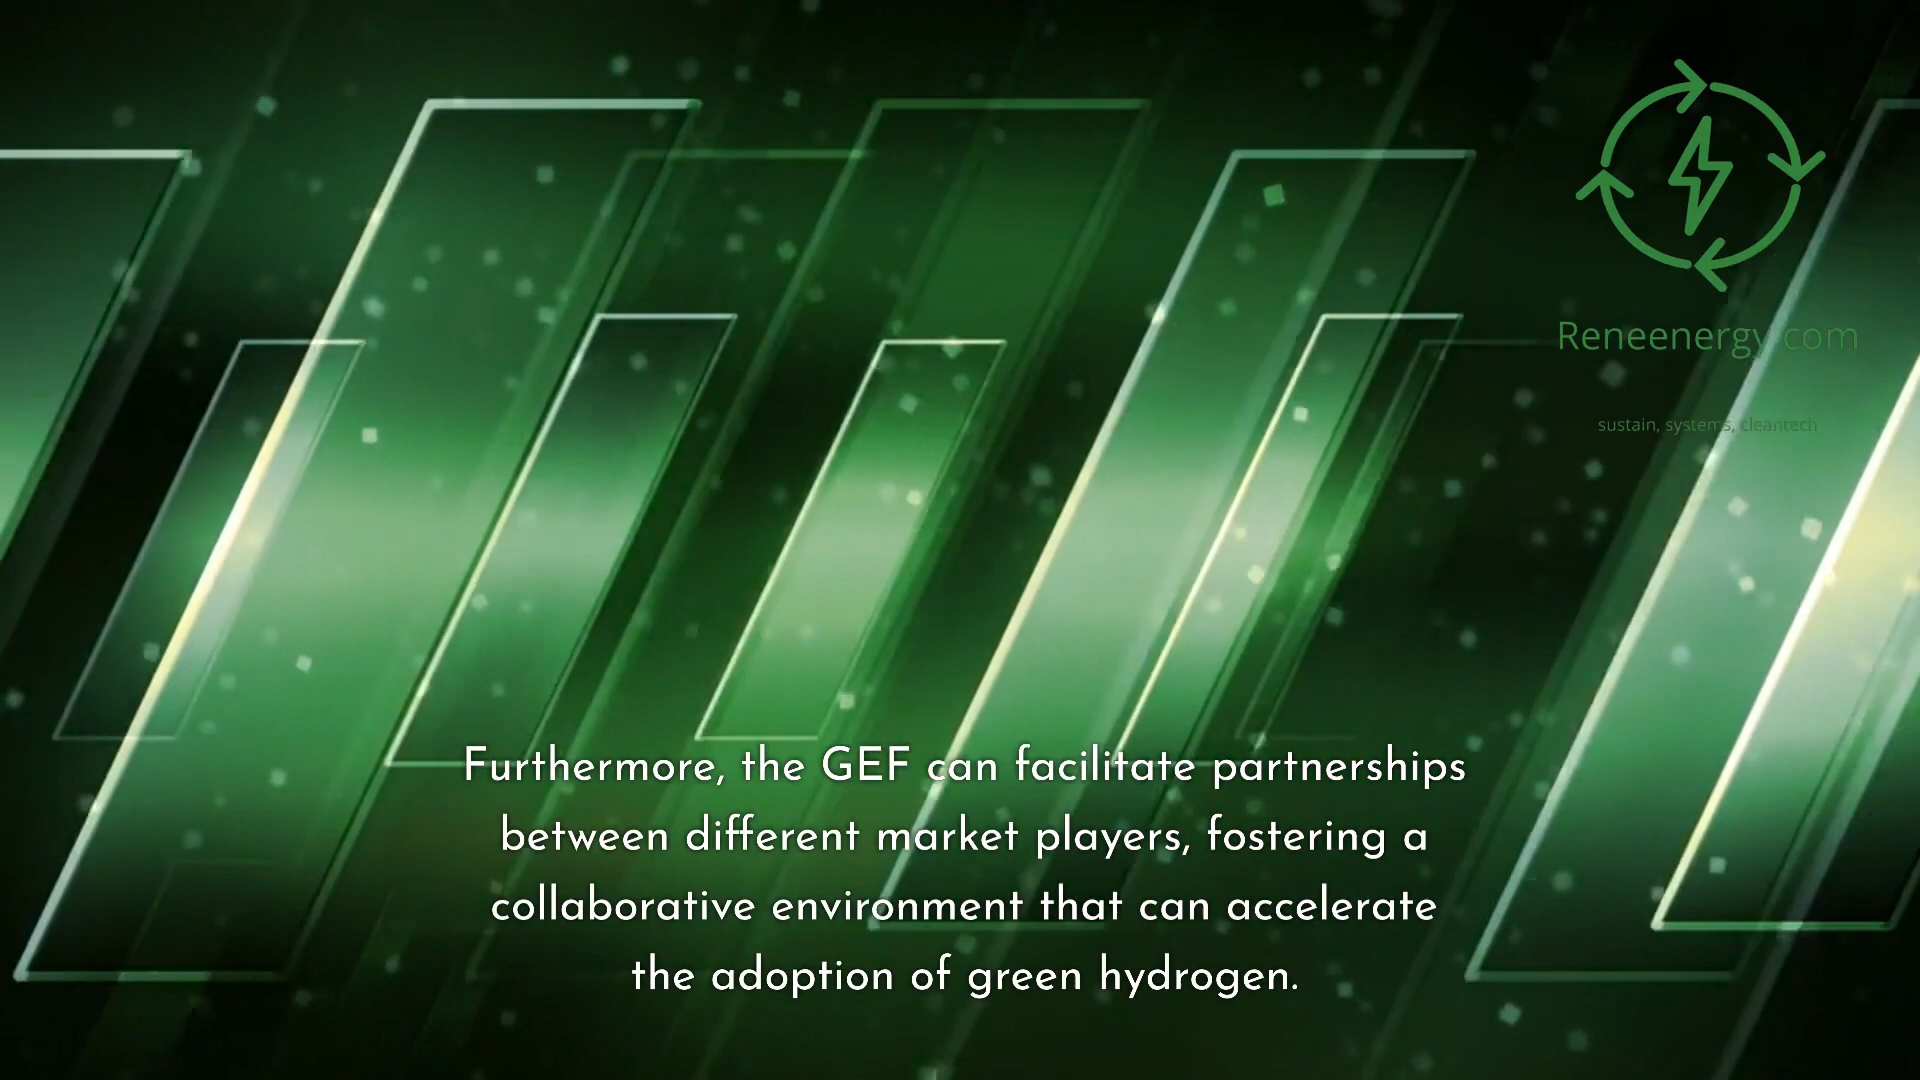 Reneenergy.com
sustain, systems, cleantech
Furthermore, the GEF can facilitate partnerships
between different market players, fostering a
collaborative environment that can accelerate
the adoption of green hydrogen.